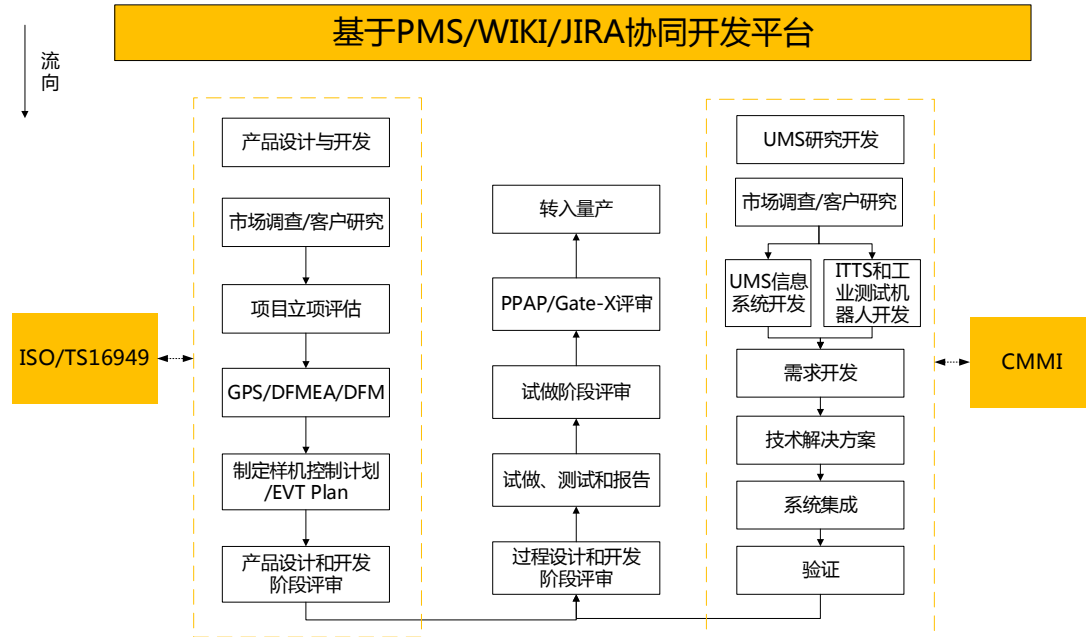 基于PMS/WIKI/JIRA协同开发平台
流
向
产品设计与开发
市场调查/客户研究
项目立项评估
GPS/DFMEA/DFM
制定样机控制计划
/EVT Plan
产品设计和开发
阶段评审
ISO/TS16949
转入量产
PPAP/Gate-X评审
试做阶段评审
试做、测试和报告
过程设计和开发
阶段评审
UMS研究开发
市场调查/客户研究
UMS信息
系统开发
ITTS和工
业测试机
器人开发
需求开发
技术解决方案
系统集成
验证
CMMI